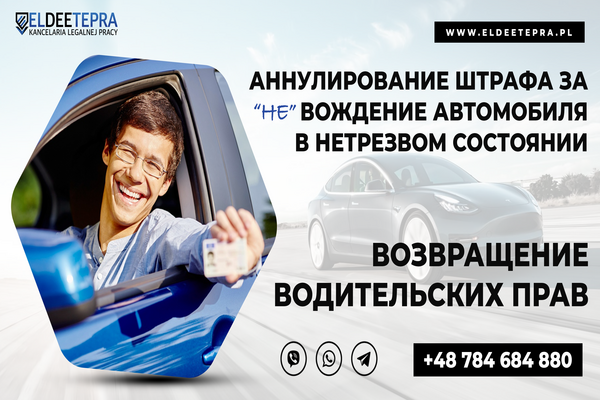 ELDEETEPRA
KANCELARIA LEGALNEJ PRACY
WWW.ELDEETEPRA.PL
АННУЛИРОВАНИЕ ШТРАФА ЗА
“НЕ” ВОЖДЕНИЕ АВТОМОБИЛЯ
В НЕТРЕЗВОМ СОСТОЯНИИ
ВОЗВРАЩЕНИЕ
ВОДИТЕЛЬСКИХ ПРАВ
+48 784 684 880